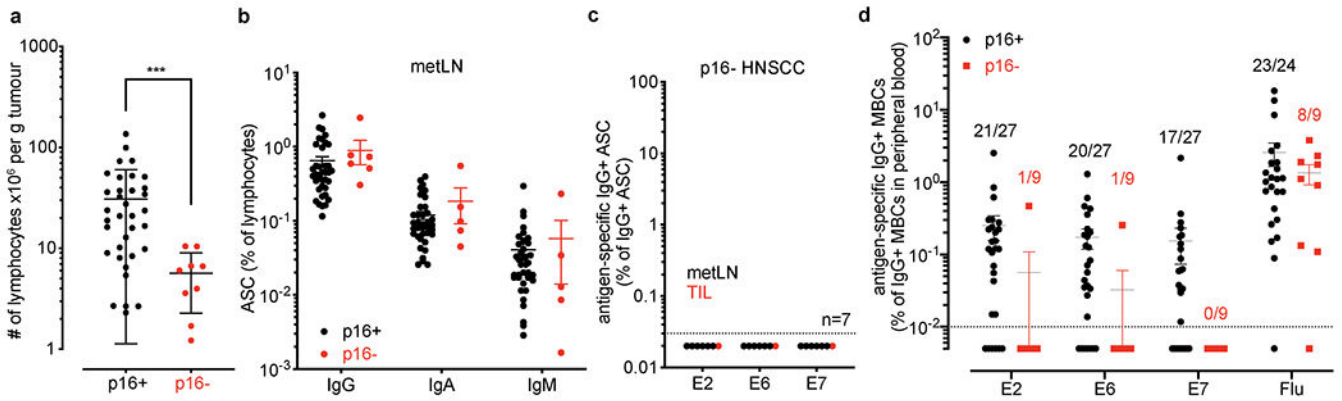 a
# of lymphocytes x10⁶ per g tumour
1000
100
10
1
***
p16+
p16-
b
metLN
ASC (% of lymphocytes)
10¹
10⁰
10⁻¹
10⁻²
10⁻³
p16+
p16-
IgG
IgA
IgM
c
p16- HNSCC
antigen-specific IgG+ ASC
(% of IgG+ ASC)
100
10
1
0.1
0.01
metLN
TIL
n=7
E2
E6
E7
d
antigen-specific IgG+ MBCs
(% of IgG+ MBCs in peripheral blood)
10²
10¹
10⁰
10⁻¹
10⁻²
p16+
p16-
21/27
1/9
20/27
1/9
17/27
0/9
23/24
8/9
E2
E6
E7
Flu